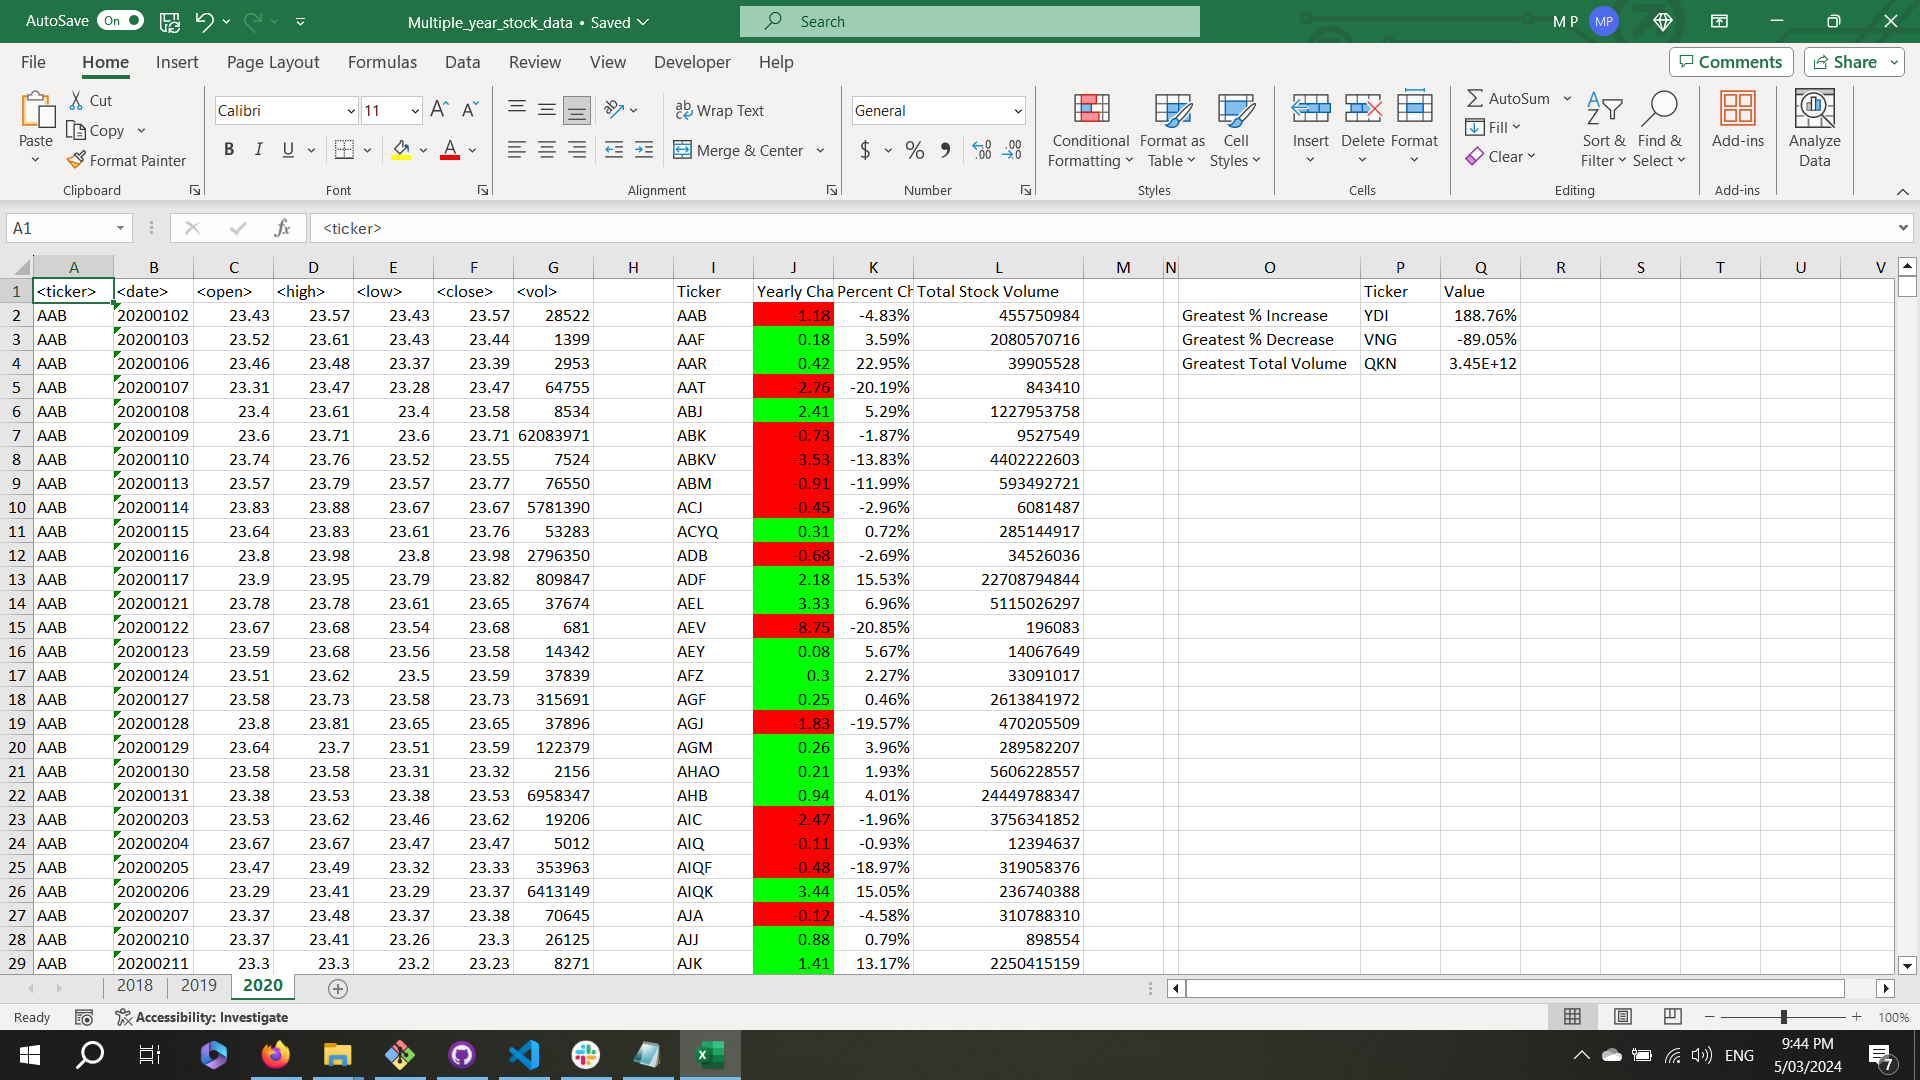 AutoSave On Multiple_year_stock_data • Saved Search M P MP
File Home Insert Page Layout Formulas Data Review View Developer Help Comments Share
Paste Cut Copy Format Painter Clipboard
Calibri 11 B I U A Font
ab Wrap Text Merge & Center Alignment
General $ % Number
Conditional Formatting Format as Table Cell Styles Styles
Insert Delete Format Cells
AutoSum Fill Clear Sort & Filter Find & Select Editing
Add-ins Add-ins
Analyze Data
A1 fx <ticker>
A B C D E F G H I J K L M N O P Q R S T U V
1 <ticker> <date> <open> <high> <low> <close> <vol> Ticker Yearly Cha Percent Ch Total Stock Volume Ticker Value
2 AAB 20200102 23.43 23.57 23.43 23.57 28522 AAB -1.18 -4.83% 455750984 Greatest % Increase YDI 188.76%
3 AAB 20200103 23.52 23.61 23.43 23.44 1399 AAF 0.18 3.59% 2080570716 Greatest % Decrease VNG -89.05%
4 AAB 20200106 23.46 23.48 23.37 23.39 2953 AAR 0.42 22.95% 39905528 Greatest Total Volume QKN 3.45E+12
5 AAB 20200107 23.31 23.47 23.28 23.47 64755 AAT -2.76 -20.19% 843410
6 AAB 20200108 23.4 23.61 23.4 23.58 8534 ABJ 2.41 5.29% 1227953758
7 AAB 20200109 23.6 23.71 23.6 23.71 62083971 ABK -0.73 -1.87% 9527549
8 AAB 20200110 23.74 23.76 23.52 23.55 7524 ABKV -3.53 -13.83% 4402222603
9 AAB 20200113 23.57 23.79 23.57 23.77 76550 ABM -0.91 -11.99% 593492721
10 AAB 20200114 23.83 23.88 23.67 23.67 5781390 ACJ -0.45 -2.96% 6081487
11 AAB 20200115 23.64 23.83 23.61 23.76 53283 ACYQ 0.31 0.72% 285144917
12 AAB 20200116 23.8 23.98 23.8 23.98 2796350 ADB -0.68 -2.69% 34526036
13 AAB 20200117 23.9 23.95 23.79 23.82 809847 ADF 2.18 15.53% 22708794844
14 AAB 20200121 23.78 23.78 23.61 23.65 37674 AEL 3.33 6.96% 5115026297
15 AAB 20200122 23.67 23.68 23.54 23.68 681 AEV -8.75 -20.85% 196083
16 AAB 20200123 23.59 23.68 23.56 23.58 14342 AEY 0.08 5.67% 14067649
17 AAB 20200124 23.51 23.62 23.5 23.59 37839 AFZ 0.3 2.27% 33091017
18 AAB 20200127 23.58 23.73 23.58 23.73 315691 AGF 0.25 0.46% 2613841972
19 AAB 20200128 23.8 23.81 23.65 23.65 37896 AGJ -1.83 -19.57% 470205509
20 AAB 20200129 23.64 23.7 23.51 23.59 122379 AGM 0.26 3.96% 289582207
21 AAB 20200130 23.58 23.58 23.31 23.32 2156 AHAO 0.21 1.93% 5606228557
22 AAB 20200131 23.38 23.53 23.38 23.53 6958347 AHB 0.94 4.01% 24449788347
23 AAB 20200203 23.53 23.62 23.46 23.62 19206 AIC -2.47 -1.96% 3756341852
24 AAB 20200204 23.67 23.67 23.47 23.47 5012 AIQ -0.11 -0.93% 12394637
25 AAB 20200205 23.47 23.49 23.32 23.33 353963 AIQF -0.48 -18.97% 319058376
26 AAB 20200206 23.29 23.41 23.29 23.37 6413149 AIQK 3.44 15.05% 236740388
27 AAB 20200207 23.37 23.48 23.37 23.38 70645 AJA -0.12 -4.58% 310788310
28 AAB 20200210 23.37 23.41 23.26 23.3 26125 AJJ 0.88 0.79% 898554
29 AAB 20200211 23.3 23.3 23.2 23.23 8271 AJK 1.41 13.17% 2250415159
2018 2019 2020
Ready Accessibility: Investigate 100%
ENG 9:44 PM 5/03/2024 7